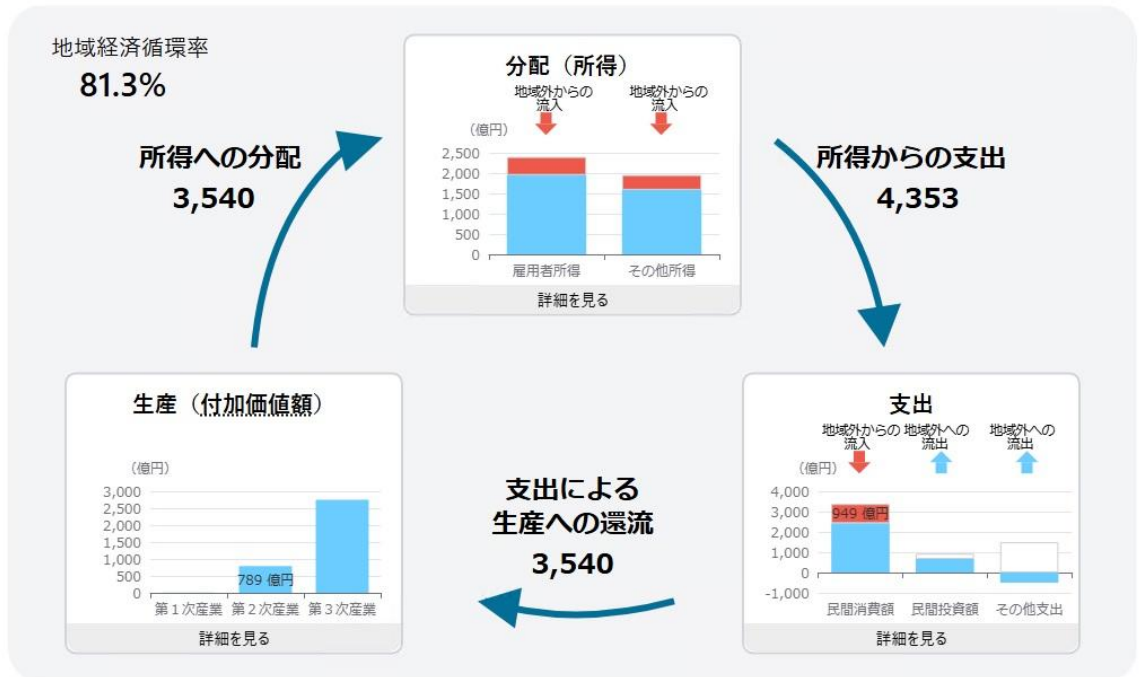 地域経済循環率
81.3%
所得への分配
3,540
分配（所得）
地域外からの
流入
地域外からの
流入
（億円）
2,500
2,000
1,500
1,000
500
0
雇用者所得
その他所得
詳細を見る
所得からの支出
4,353
生産（付加価値額）
（億円）
3,000
2,500
2,000
1,500
1,000
500
0
789 億円
第１次産業
第２次産業
第３次産業
詳細を見る
支出による
生産への還流
3,540
支出
地域外からの
流入
地域外への
流出
地域外への
流出
（億円）
4,000
3,000
2,000
1,000
0
-1,000
949 億円
民間消費額
民間投資額
その他支出
詳細を見る